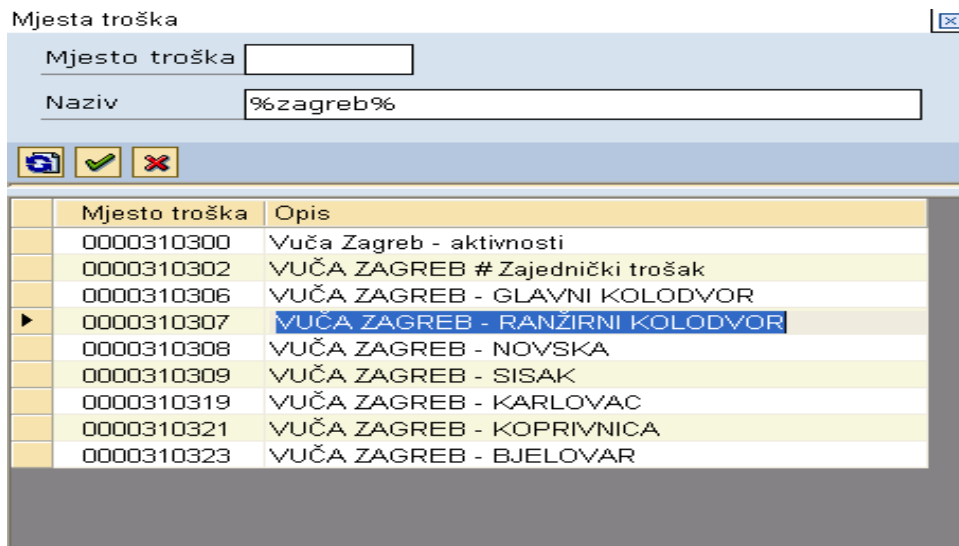 Mjesta troška
Mjesto troška
Naziv %zagreb%
Mjesto troška Opis
0000310300 Vuča Zagreb - aktivnosti
0000310302 VUČA ZAGREB # Zajednički trošak
0000310306 VUČA ZAGREB - GLAVNI KOLODVOR
0000310307 VUČA ZAGREB - RANŽIRNI KOLODVOR
0000310308 VUČA ZAGREB - NOVSKA
0000310309 VUČA ZAGREB - SISAK
0000310319 VUČA ZAGREB - KARLOVAC
0000310321 VUČA ZAGREB - KOPRIVNICA
0000310323 VUČA ZAGREB - BJELOVAR